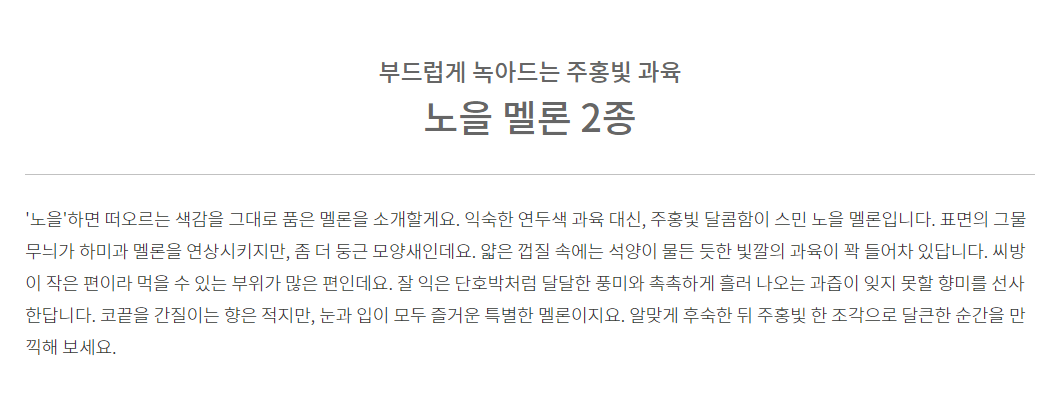 부드럽게 녹아드는 주홍빛 과육
노을 멜론 2종
'노을'하면 떠오르는 색감을 그대로 품은 멜론을 소개할게요. 익숙한 연두색 과육 대신, 주홍빛 달콤함이 스민 노을 멜론입니다. 표면의 그물
무늬가 하미과 멜론을 연상시키지만, 좀 더 둥근 모양새인데요. 얇은 껍질 속에는 석양이 물든 듯한 빛깔의 과육이 꽉 들어차 있답니다. 씨방
이 작은 편이라 먹을 수 있는 부위가 많은 편인데요. 잘 익은 단호박처럼 달달한 풍미와 촉촉하게 흘러 나오는 과즙이 잊지 못할 향미를 선사
한답니다. 코끝을 간질이는 향은 적지만, 눈과 입이 모두 즐거운 특별한 멜론이지요. 알맞게 후숙한 뒤 주홍빛 한 조각으로 달큰한 순간을 만
끽해 보세요.